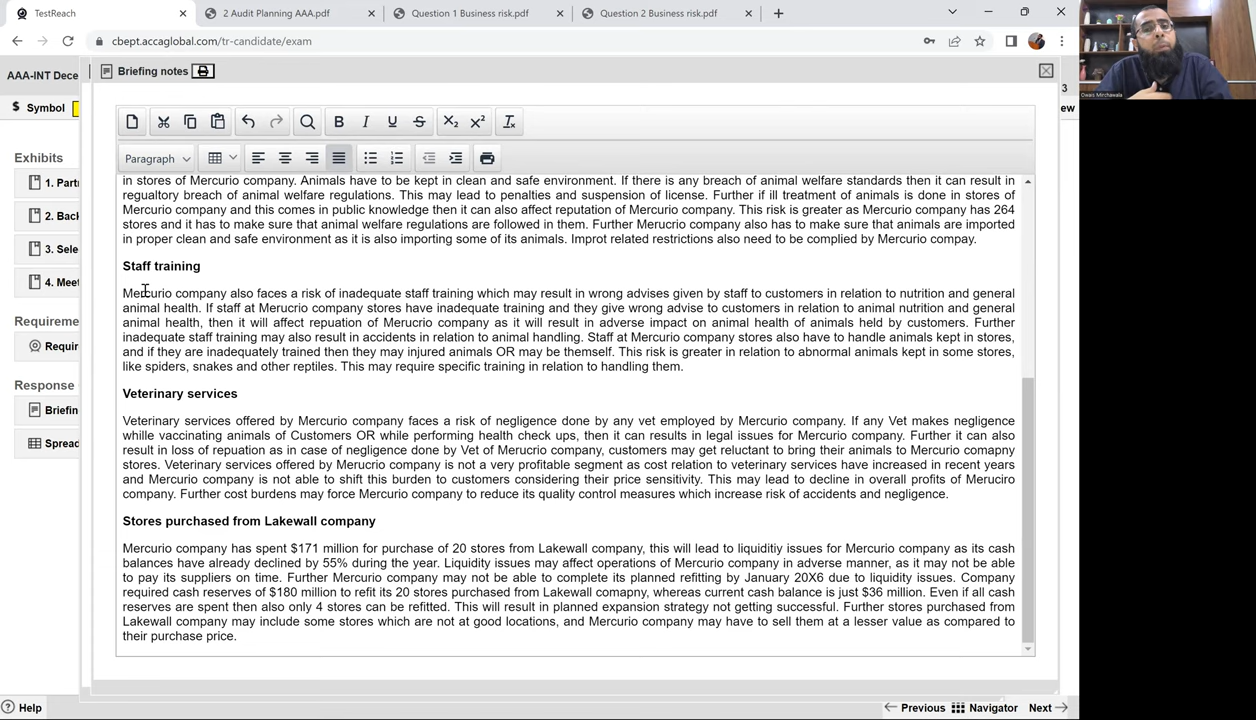 TestReach
2 Audit Planning AAA.pdf
Question 1 Business risk.pdf
Question 2 Business risk.pdf
cbept.accaglobal.com/tr-candidate/exam
Owais Mirchawala
AAA-INT Dece
Briefing notes
3
$ Symbol
ew
Paragraph
Exhibits
1. Partr
2. Back
3. Sele
4. Meet
Requireme
Requir
Response
Briefin
Spread
in stores of Mercurio company. Animals have to be kept in clean and safe environment. If there is any breach of animal welfare standards then it can result in
regualtory breach of animal welfare regulations. This may lead to penalties and suspension of license. Further if ill treatment of animals is done in stores of
Mercurio company and this comes in public knowledge then it can also affect reputation of Mercurio company. This risk is greater as Mercurio company has 264
stores and it has to make sure that animal welfare regulations are followed in them. Further Merucrio company also has to make sure that animals are imported
in proper clean and safe environment as it is also importing some of its animals. Improt related restrictions also need to be complied by Mercurio compay.
Staff training
Mercurio company also faces a risk of inadequate staff training which may result in wrong advises given by staff to customers in relation to nutrition and general
animal health. If staff at Merucrio company stores have inadequate training and they give wrong advise to customers in relation to animal nutrition and general
animal health, then it will affect repuation of Mercurio company as it will result in adverse impact on animal health of animals held by customers. Further
inadequate staff training may also result in accidents in relation to animal handling. Staff at Mercurio company stores also have to handle animals kept in stores,
and if they are inadequately trained then they may injured animals OR may be themself. This risk is greater in relation to abnormal animals kept in some stores,
like spiders, snakes and other reptiles. This may require specific training in relation to handling them.
Veterinary services
Veterinary services offered by Mercurio company faces a risk of negligence done by any vet employed by Mercurio company. If any Vet makes negligence
whille vaccinating animals of Customers OR while performing health check ups, then it can results in legal issues for Mercurio company. Further it can also
result in loss of repuation as in case of negligence done by Vet of Merucrio company, customers may get reluctant to bring their animals to Mercurio comapny
stores. Veterinary services offered by Merucrio company is not a very profitable segment as cost relation to veterinary services have increased in recent years
and Mercurio company is not able to shift this burden to customers considering their price sensitivity. This may lead to decline in overall profits of Meruciro
company. Further cost burdens may force Mercurio company to reduce its quality control measures which increase risk of accidents and negligence.
Stores purchased from Lakewall company
Mercurio company has spent $171 million for purchase of 20 stores from Lakewall company, this will lead to liquiditiy issues for Mercurio company as its cash
balances have already declined by 55% during the year. Liquidity issues may affect operations of Mercurio company in adverse manner, as it may not be able
to pay its suppliers on time. Further Mercurio company may not be able to complete its planned refitting by January 20X6 due to liquidity issues. Company
required cash reserves of $180 million to refit its 20 stores purchased from Lakewall comapny, whereas current cash balance is just $36 million. Even if all cash
reserves are spent then also only 4 stores can be refitted. This will result in planned expansion strategy not getting successful. Further stores purchased from
Lakewall company may include some stores which are not at good locations, and Mercurio company may have to sell them at a lesser value as compared to
their purchase price.
Help
Previous
Navigator
Next